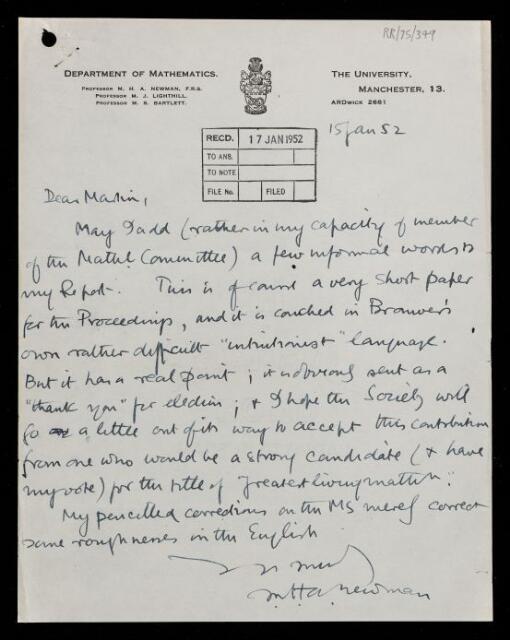 RR/75/349
DEPARTMENT OF MATHEMATICS.
PROFESSOR M. H. A. NEWMAN, F.R.S.
PROFESSOR M. J. LIGHTHILL.
PROFESSOR M. S. BARTLETT.
THE UNIVERSITY,
MANCHESTER, 13.
ARDWICK 2681
15 Jan 52
RECD. 17 JAN 1952
TO ANS.
TO NOTE
FILE No. FILED
Dear Martin,
May I add (rather in my capacity of member
of the Mathl Committee) a few informal words to
my Report. This is of course a very short paper
for the Proceedings, and it is couched in Brouwer's
own rather difficult "intuitionist" language.
But it has a real point; it is obviously sent as a
"thank you" for election; & I hope the Society will
go a little out of its way to accept this contribution
from one who would be a strong candidate (& have
my vote) for the title of "greatest living mathn".
My pencilled corrections on the MS merely correct
some roughnesses in the English
M H A Newman